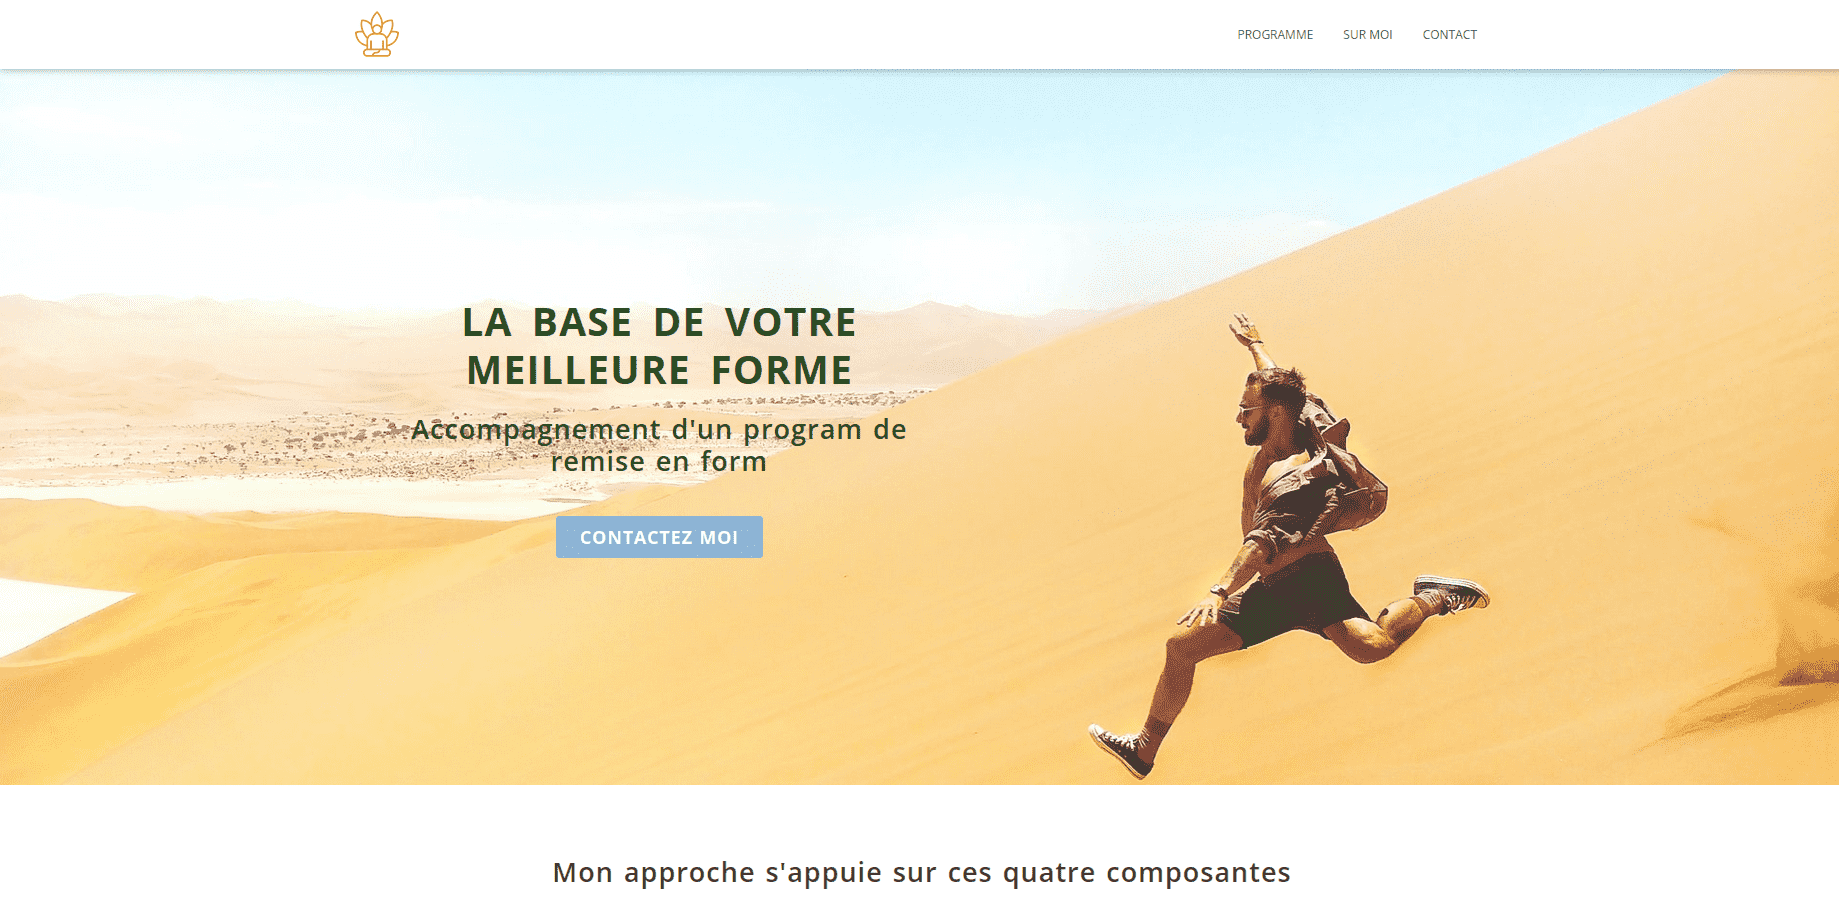 PROGRAMME
SUR MOI
CONTACT
LA BASE DE VOTRE
MEILLEURE FORME
Accompagnement d'un program de
remise en form
CONTACTEZ MOI
Mon approche s'appuie sur ces quatre composantes